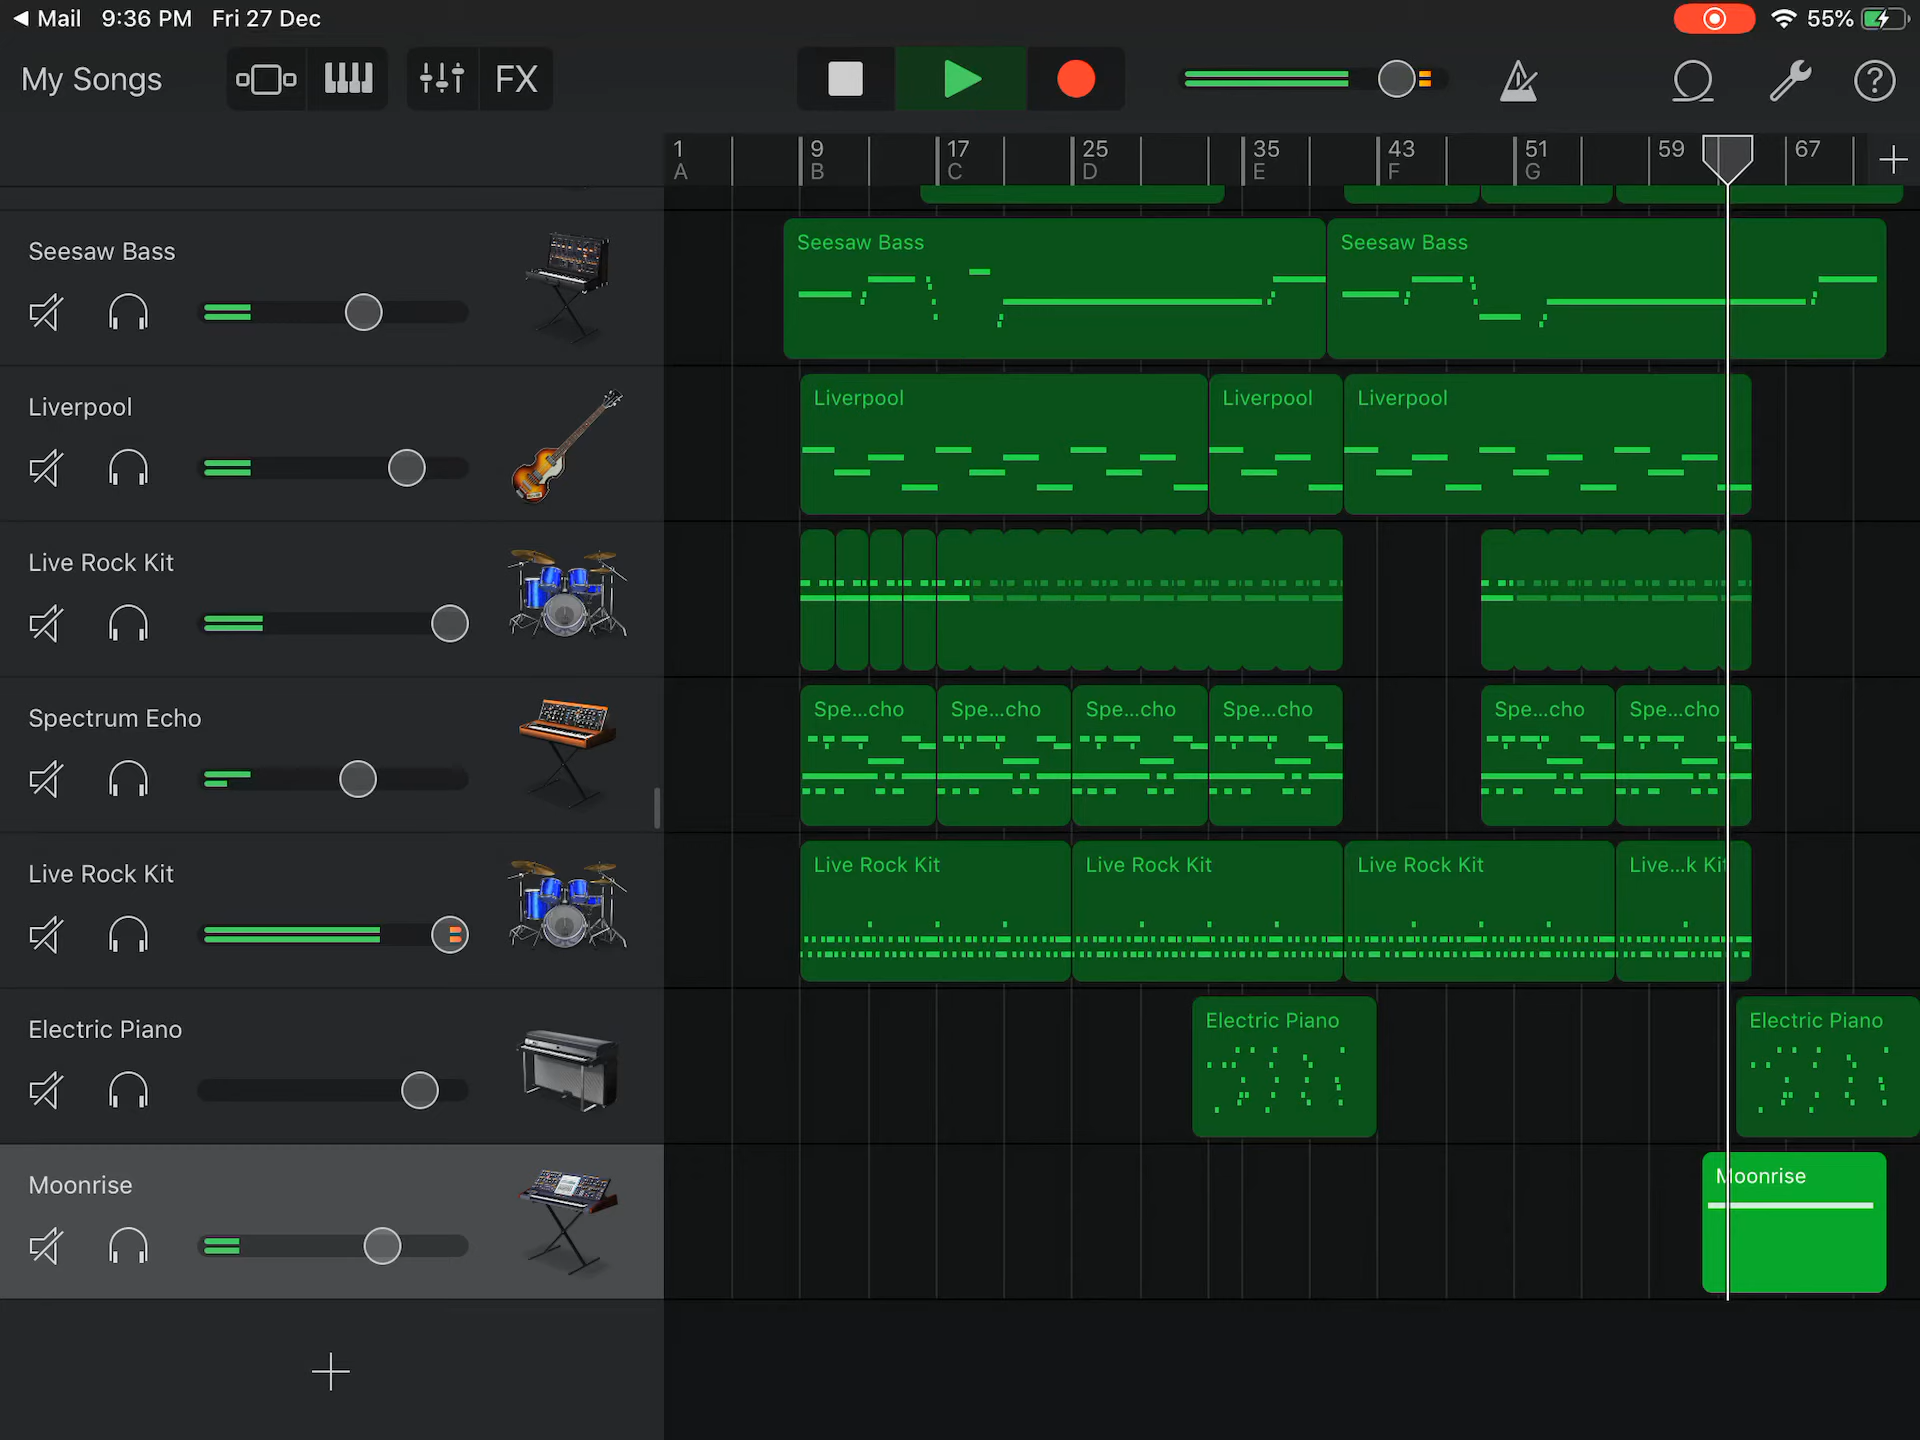 ◀ Mail 9:36 PM Fri 27 Dec 55%
My Songs FX
1 9 17 25 35 43 51 59 67
A B C D E F G
Seesaw Bass
Seesaw Bass Seesaw Bass
Liverpool
Liverpool Liverpool Liverpool
Live Rock Kit
Spectrum Echo
Spe...cho Spe...cho Spe...cho Spe...cho Spe...cho Spe...cho
Live Rock Kit
Live Rock Kit Live Rock Kit Live Rock Kit Live...k Kit
Electric Piano
Electric Piano Electric Piano
Moonrise
Moonrise